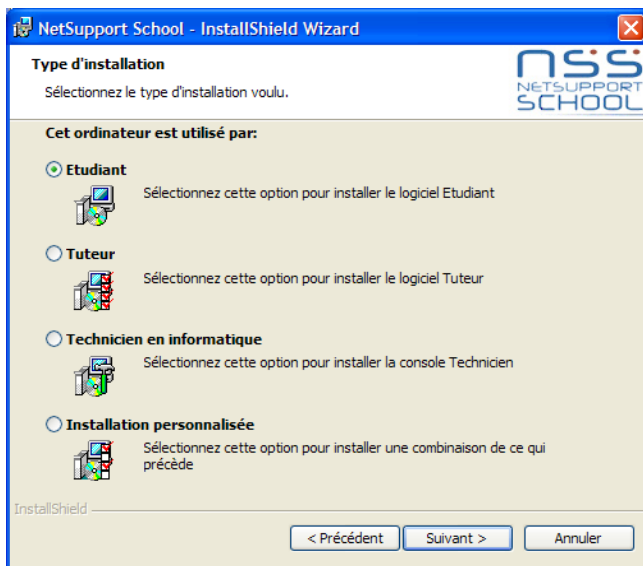 NetSupport School - InstallShield Wizard
Type d'installation
Sélectionnez le type d'installation voulu.
nss
NETSUPPORT
SCHOOL
Cet ordinateur est utilisé par:
Etudiant
Sélectionnez cette option pour installer le logiciel Etudiant
Tuteur
Sélectionnez cette option pour installer le logiciel Tuteur
Technicien en informatique
Sélectionnez cette option pour installer la console Technicien
Installation personnalisée
Sélectionnez cette option pour installer une combinaison de ce qui
précède
InstallShield
< Précédent
Suivant >
Annuler